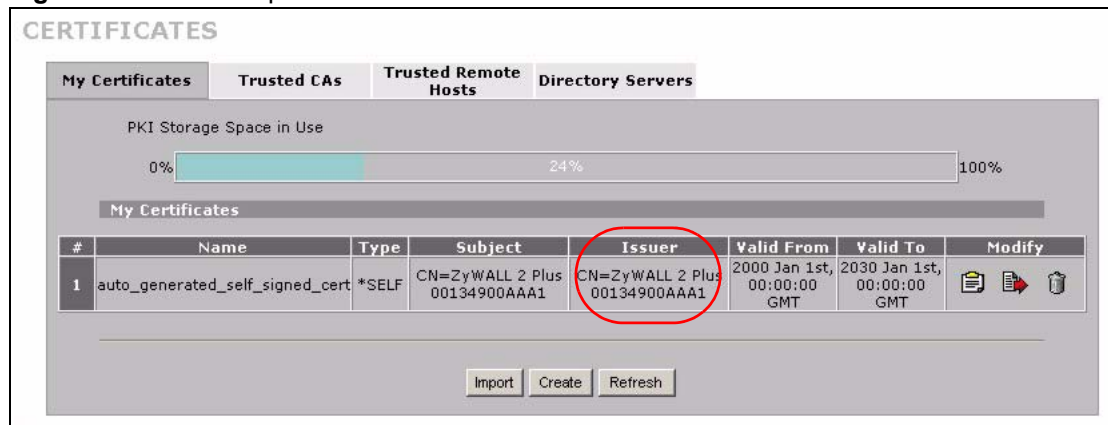 CERTIFICATES
My Certificates Trusted CAs Trusted Remote Hosts Directory Servers
PKI Storage Space in Use
0% 24% 100%
My Certificates
# Name Type Subject Issuer Valid From Valid To Modify
1 auto_generated_self_signed_cert *SELF CN=ZyWALL 2 Plus 00134900AAA1 CN=ZyWALL 2 Plus 00134900AAA1 2000 Jan 1st, 00:00:00 GMT 2030 Jan 1st, 00:00:00 GMT
Import Create Refresh